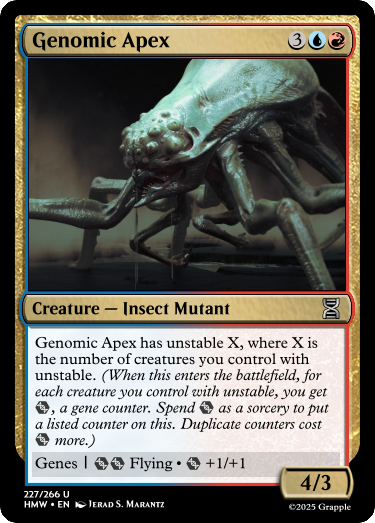 Genomic Apex 3
Creature — Insect Mutant
Genomic Apex has unstable X, where X is
the number of creatures you control with
unstable. (When this enters the battlefield, for
each creature you control with unstable, you get
, a gene counter. Spend as a sorcery to put
a listed counter on this. Duplicate counters cost
more.)
Genes | Flying • +1/+1
4/3
227/266 U
HMW • EN Jerad S. Marantz
©2025 Grapple